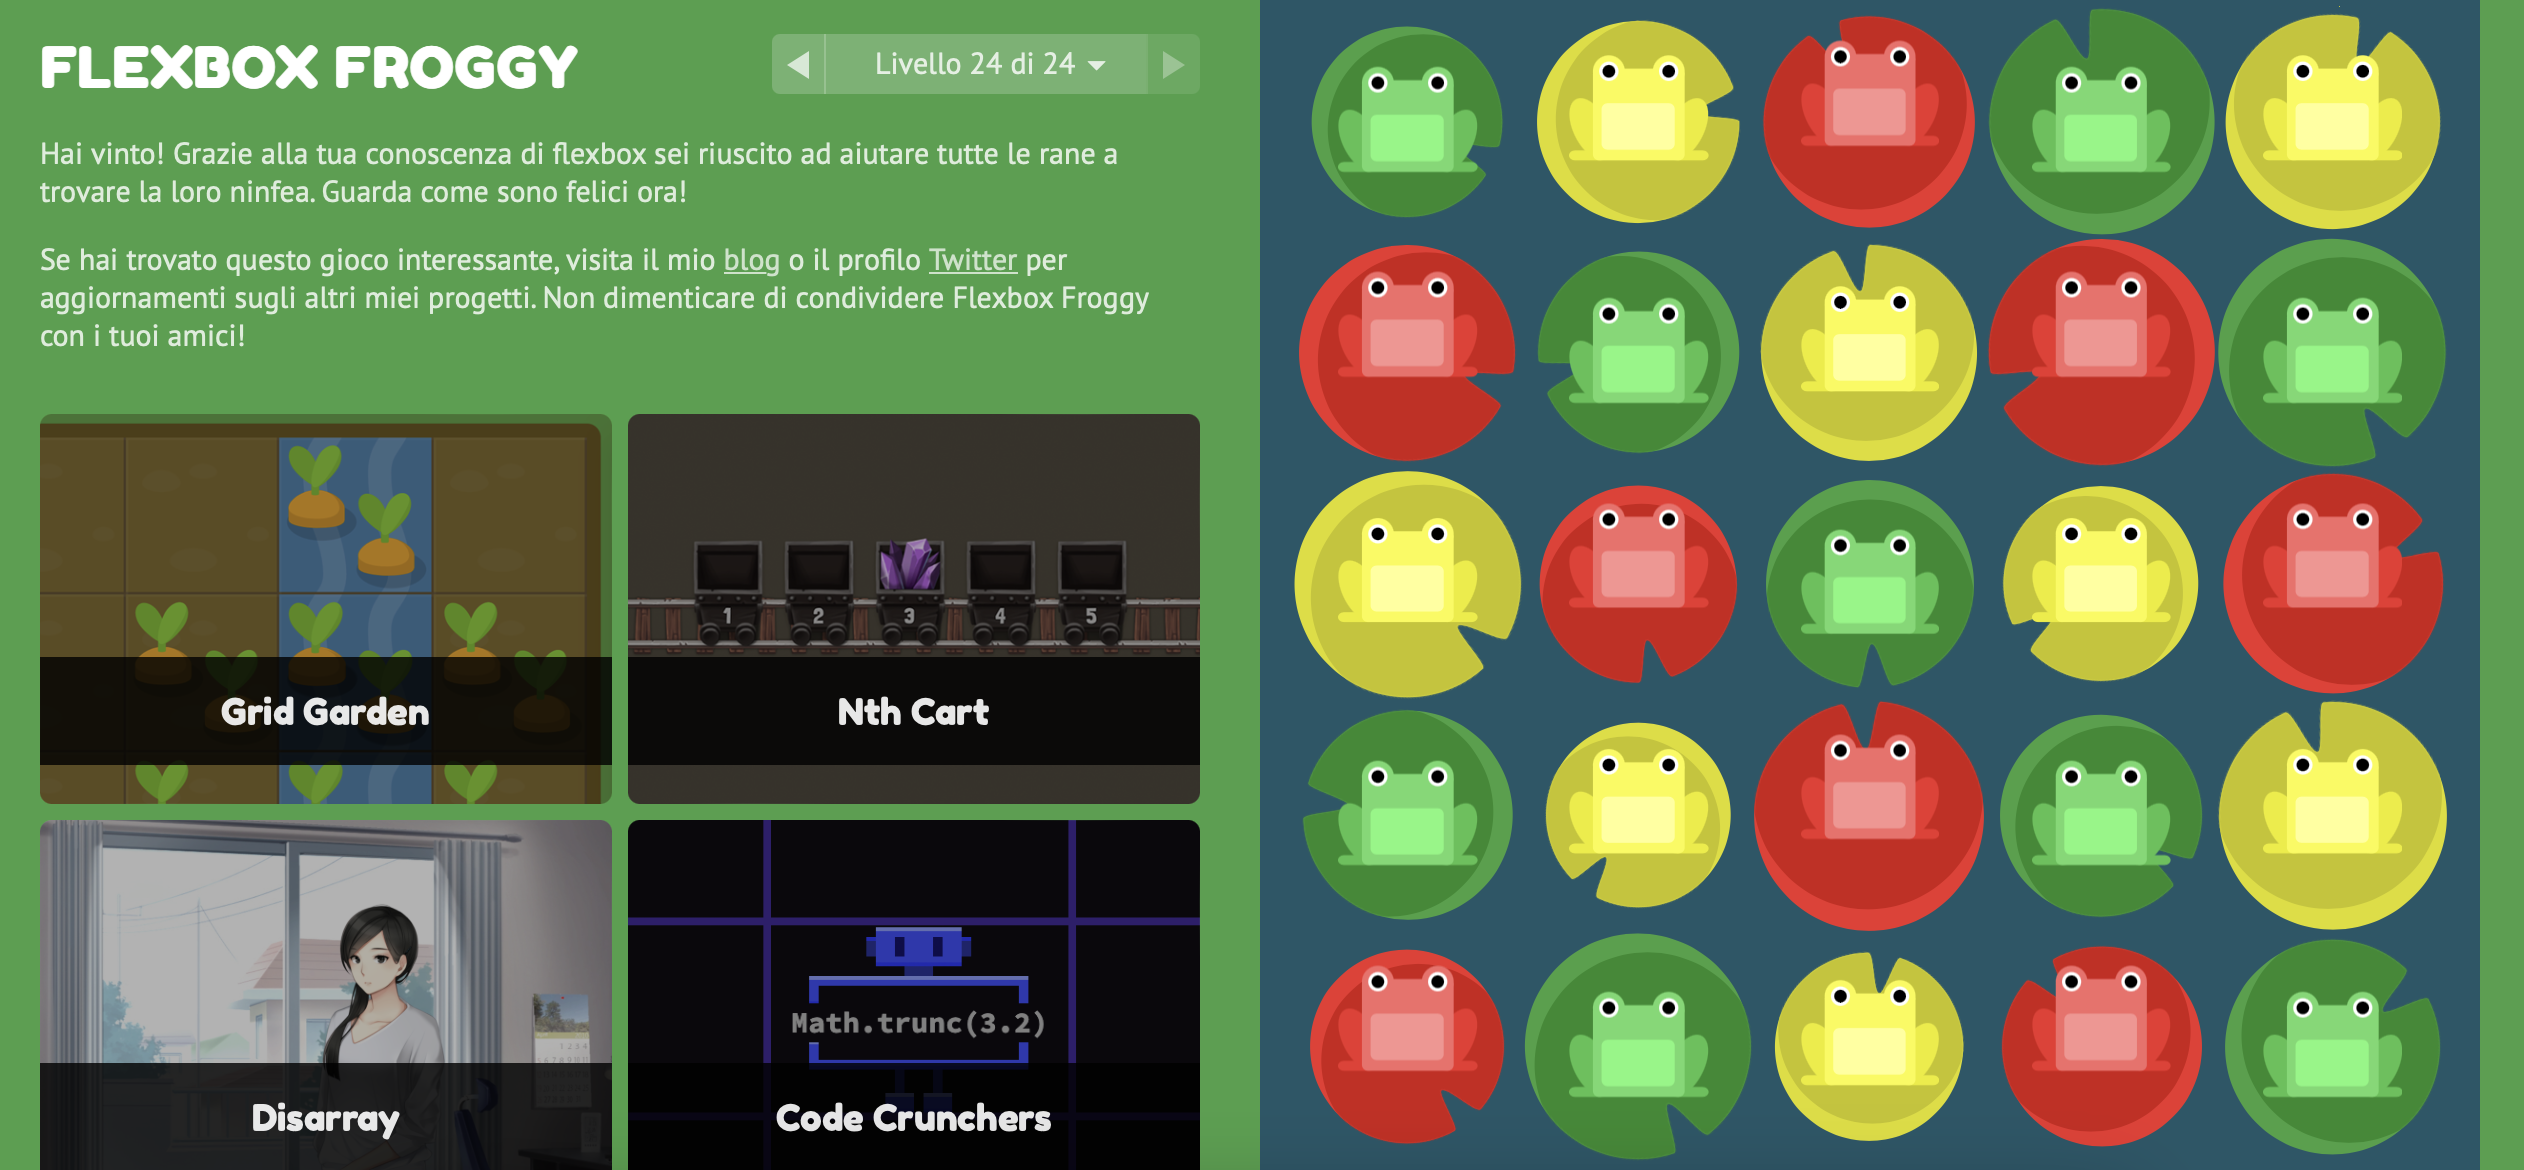 FLEXBOX FROGGY
Livello 24 di 24
Hai vinto! Grazie alla tua conoscenza di flexbox sei riuscito ad aiutare tutte le rane a
trovare la loro ninfea. Guarda come sono felici ora!
Se hai trovato questo gioco interessante, visita il mio blog o il profilo Twitter per
aggiornamenti sugli altri miei progetti. Non dimenticare di condividere Flexbox Froggy
con i tuoi amici!
1 2 3 4 5
Grid Garden
Nth Cart
Math.trunc(3.2)
Disarray
Code Crunchers